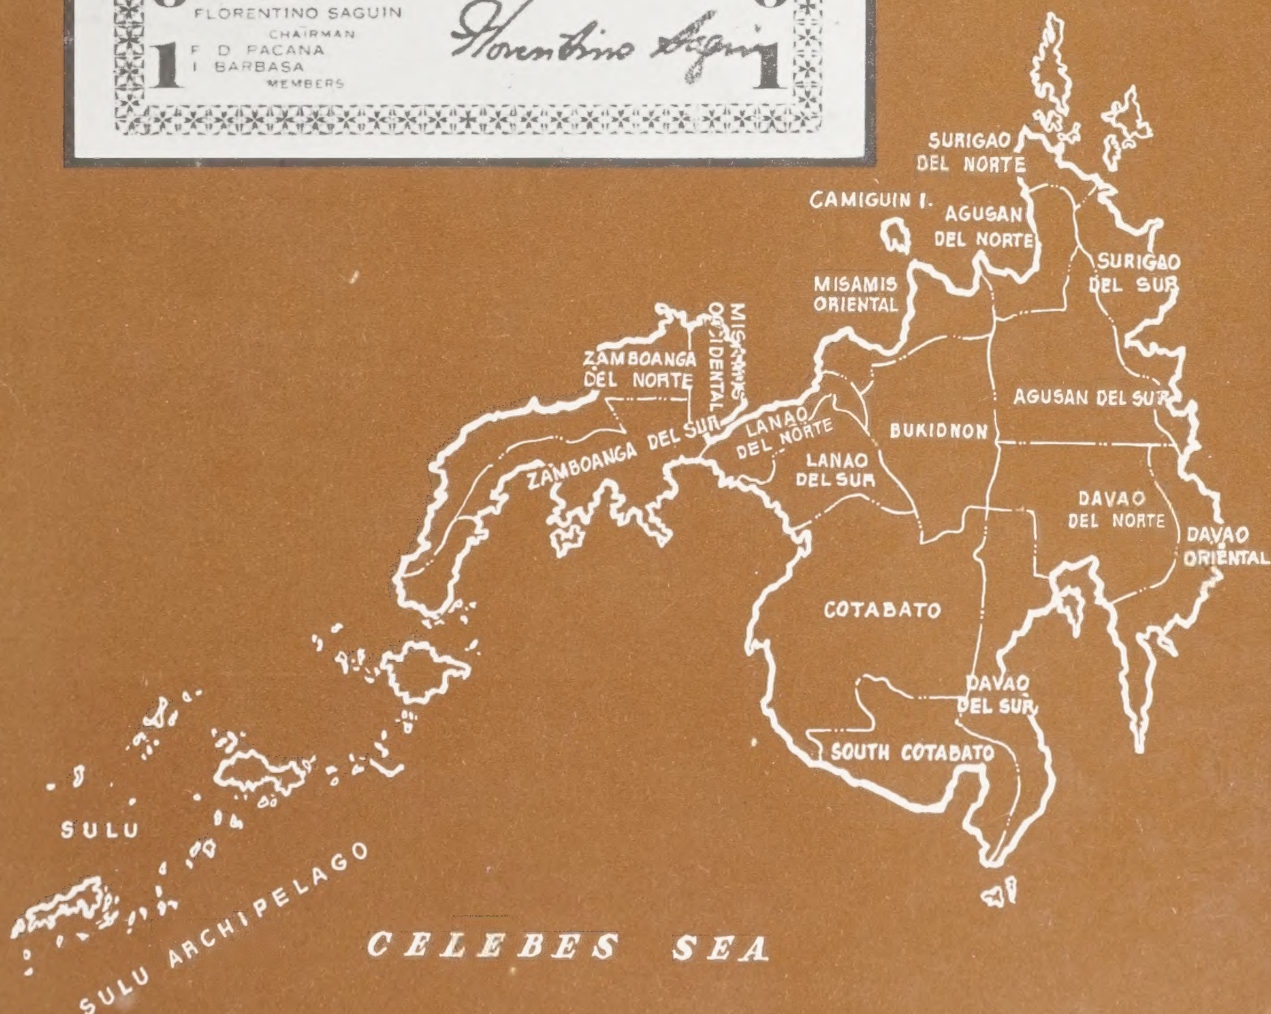 FLORENTINO SAGUIN
CHAIRMAN
F D PACANA
I BARBASA
MEMBERS
1
1
Florentino Saguin
SURIGAO
DEL NORTE
CAMIGUIN I.
AGUSAN
DEL NORTE
SURIGAO
DEL SUR
MISAMIS
ORIENTAL
MISAMIS
OCCIDENTAL
ZAMBOANGA
DEL NORTE
AGUSAN DEL SUR
ZAMBOANGA DEL SUR
LANAO
DEL NORTE
BUKIDNON
LANAO
DEL SUR
DAVAO
DEL NORTE
DAVAO
ORIENTAL
COTABATO
DAVAO
DEL SUR
SOUTH COTABATO
SULU
SULU ARCHIPELAGO
CELEBES SEA